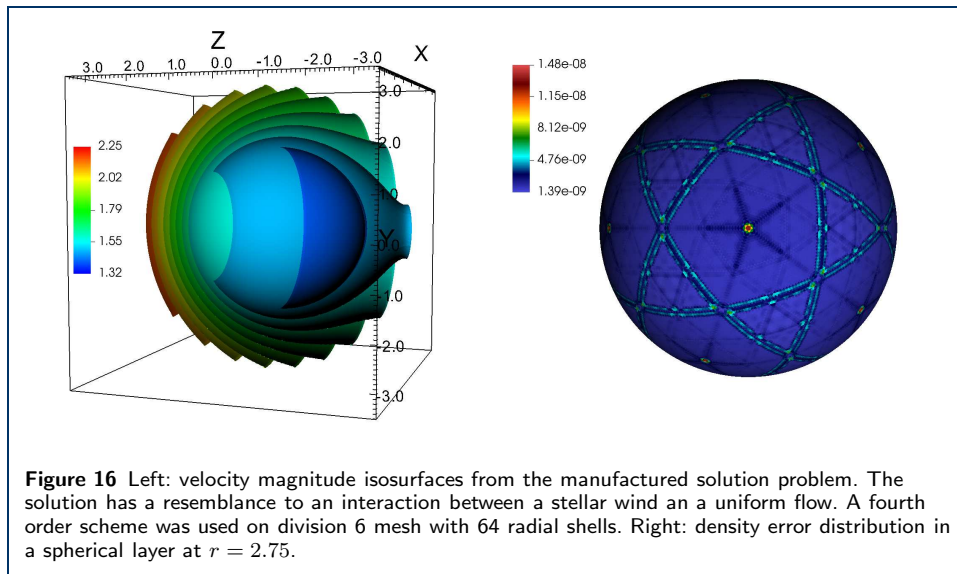 Z
X
3.0 2.0 1.0 0.0 -1.0 -2.0 -3.0
3.0
2.0
1.0
Y
0.0
-1.0
-2.0
-3.0
2.25
2.02
1.79
1.55
1.32
1.48e-08
1.15e-08
8.12e-09
4.76e-09
1.39e-09
Figure 16 Left: velocity magnitude isosurfaces from the manufactured solution problem. The
solution has a resemblance to an interaction between a stellar wind an a uniform flow. A fourth
order scheme was used on division 6 mesh with 64 radial shells. Right: density error distribution in
a spherical layer at r = 2.75.